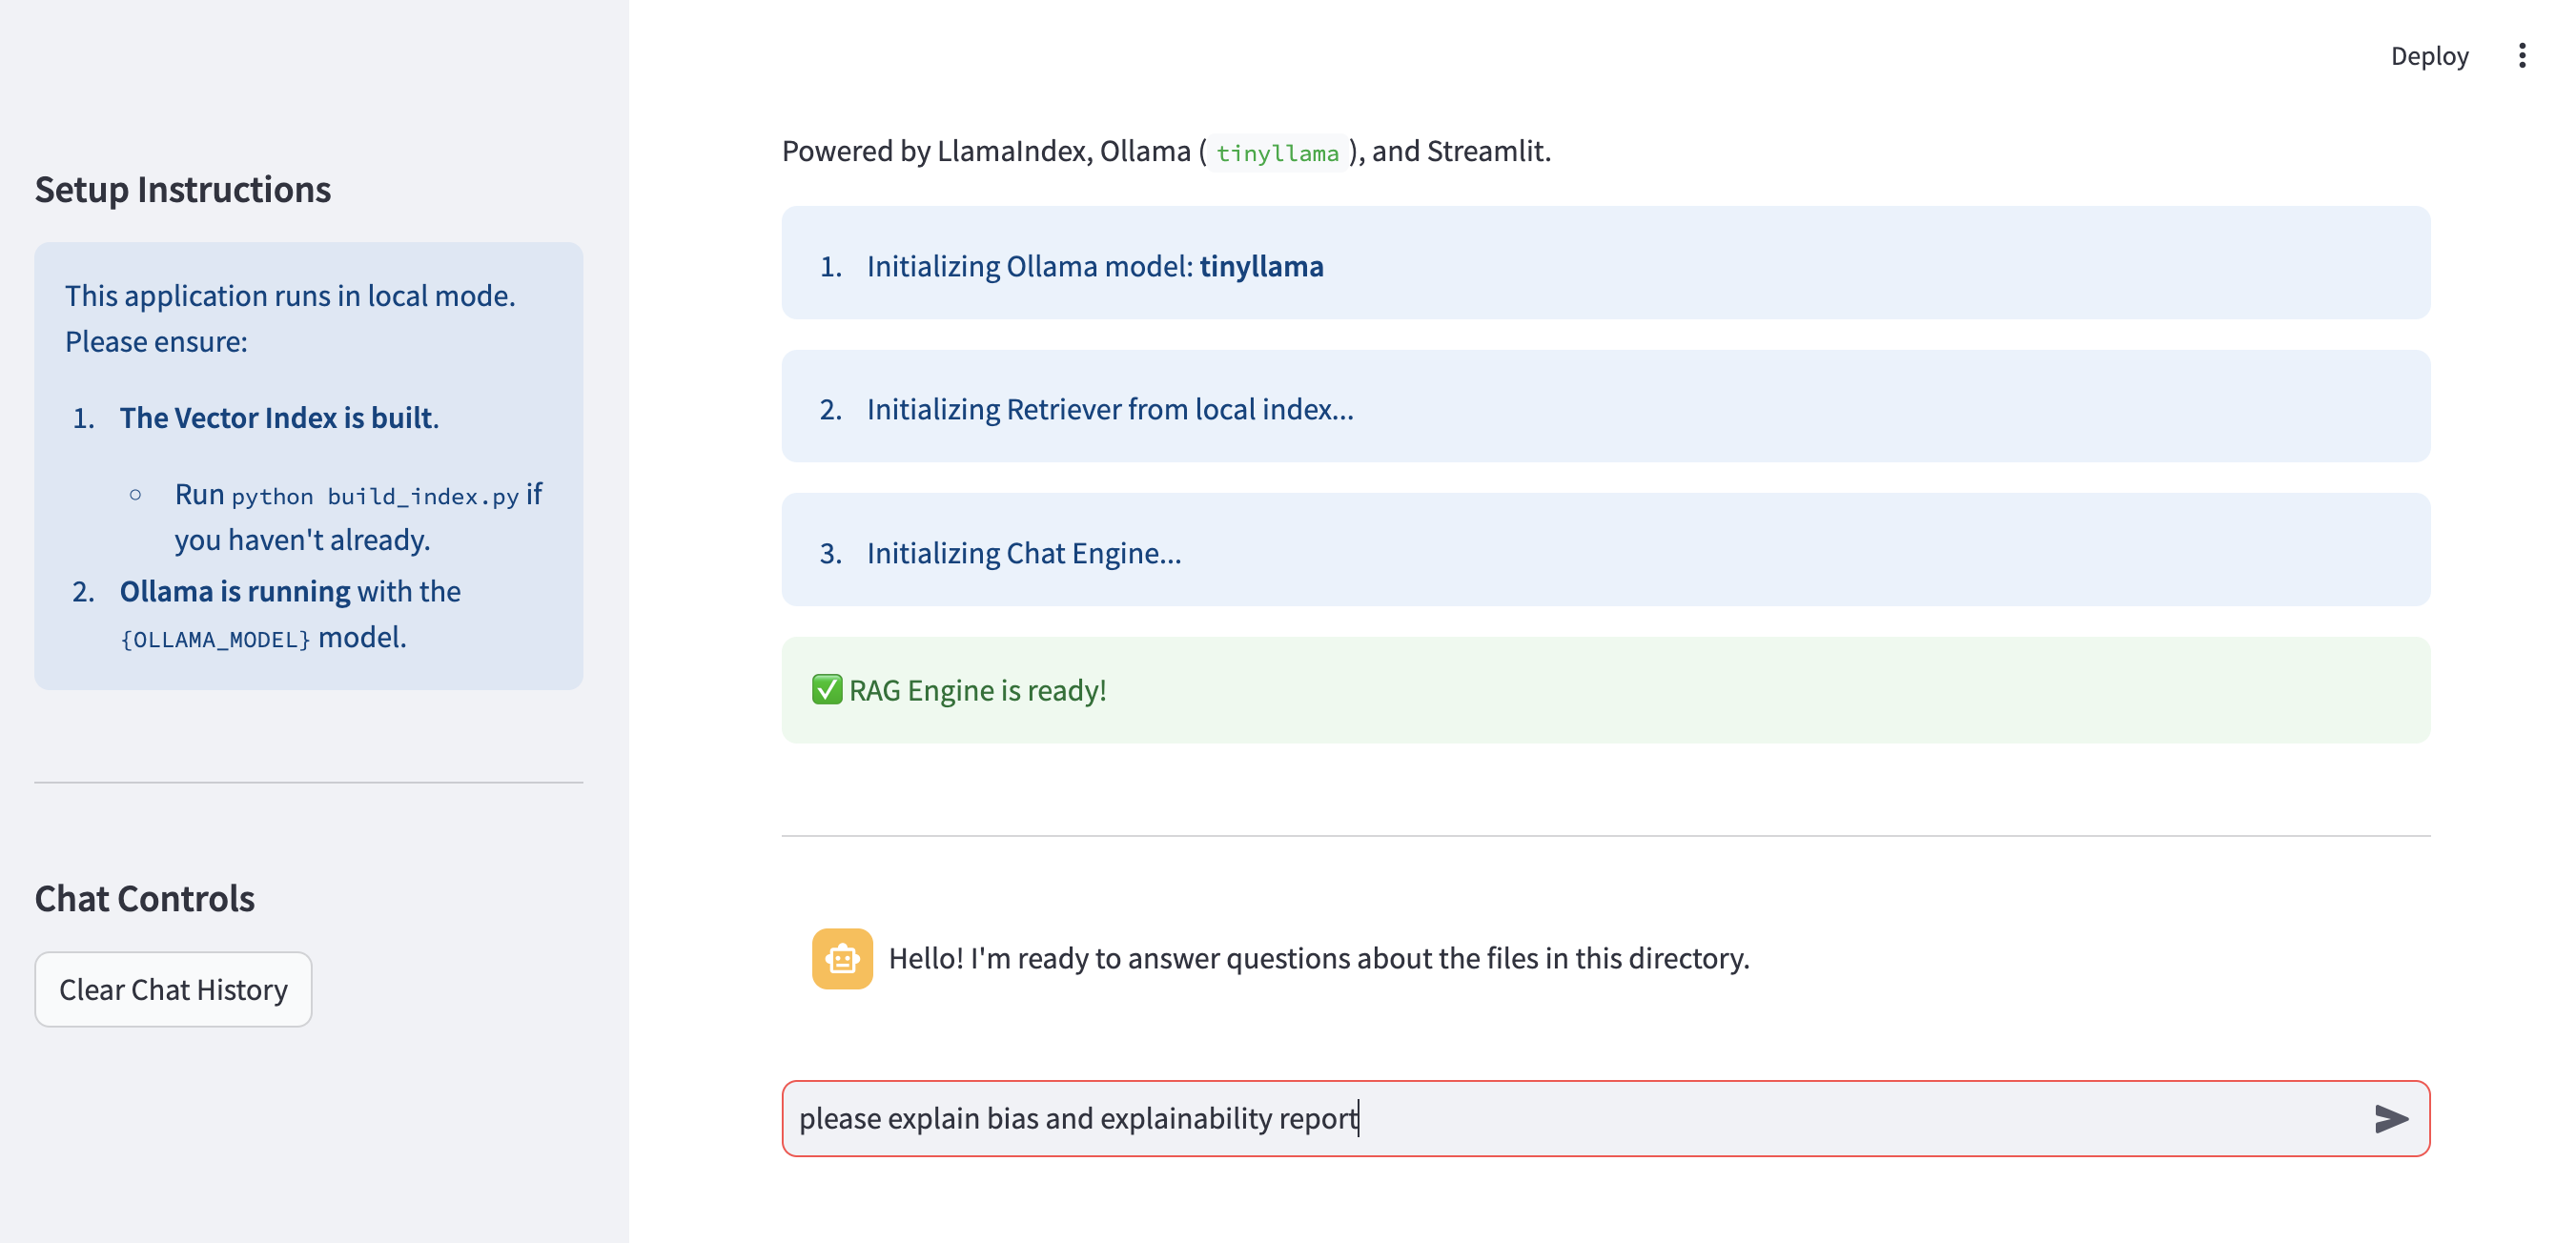 Deploy
Setup Instructions
This application runs in local mode.
Please ensure:
1. The Vector Index is built.
○ Run python build_index.py if
you haven't already.
2. Ollama is running with the
{OLLAMA_MODEL} model.
Chat Controls
Clear Chat History
Powered by LlamaIndex, Ollama ( tinyllama ), and Streamlit.
1. Initializing Ollama model: tinyllama
2. Initializing Retriever from local index...
3. Initializing Chat Engine...
✅ RAG Engine is ready!
Hello! I'm ready to answer questions about the files in this directory.
please explain bias and explainability report